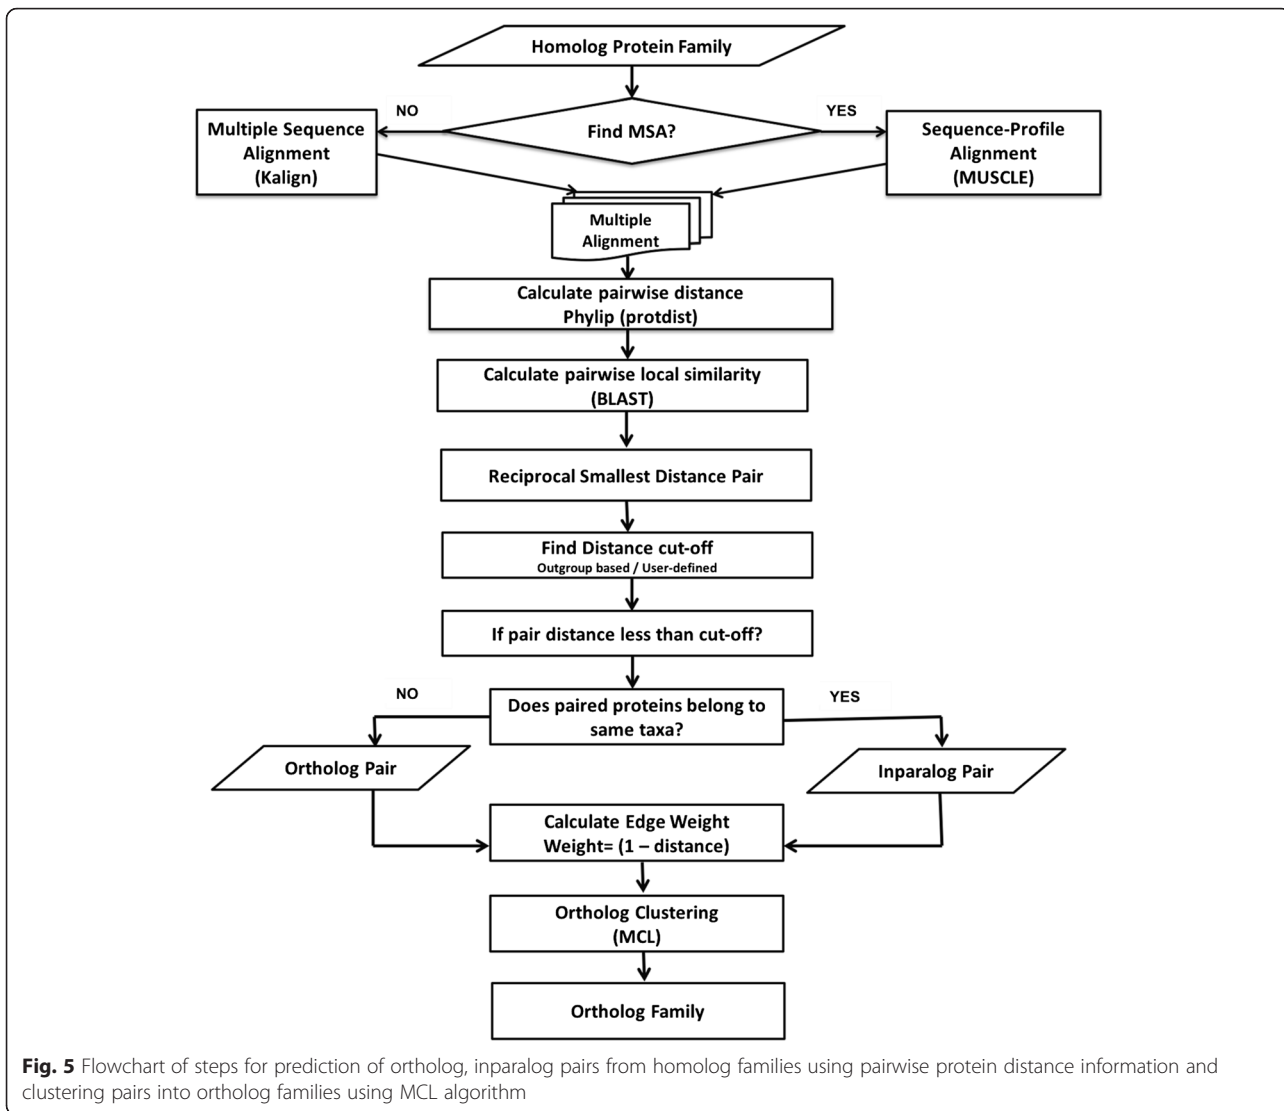 Homolog Protein Family
NO
YES
Find MSA?
Multiple Sequence
Alignment
(Kalign)
Sequence-Profile
Alignment
(MUSCLE)
Multiple
Alignment
Calculate pairwise distance
Phylip (protdist)
Calculate pairwise local similarity
(BLAST)
Reciprocal Smallest Distance Pair
Find Distance cut-off
Outgroup based / User-defined
If pair distance less than cut-off?
NO
YES
Does paired proteins belong to
same taxa?
Ortholog Pair
Inparalog Pair
Calculate Edge Weight
Weight= (1 – distance)
Ortholog Clustering
(MCL)
Ortholog Family
Fig. 5 Flowchart of steps for prediction of ortholog, inparalog pairs from homolog families using pairwise protein distance information and
clustering pairs into ortholog families using MCL algorithm